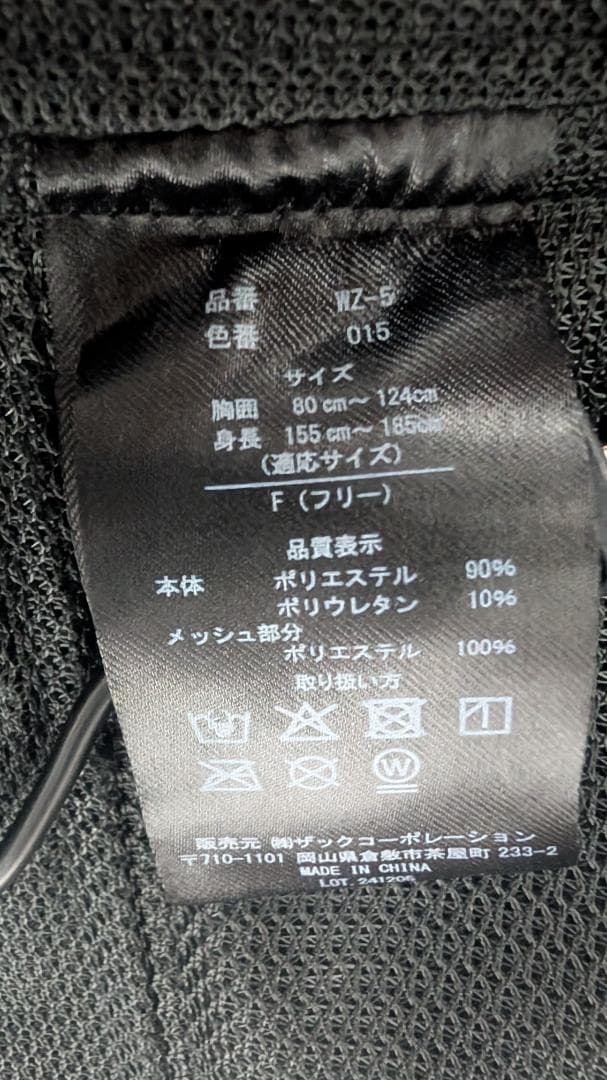 品番 WZ-5
色番 015
サイズ
胸囲 80cm～124cm
身長 155cm～185cm
(適応サイズ)
F (フリー)
品質表示
本体 ポリエステル 90%
ポリウレタン 10%
メッシュ部分
ポリエステル 100%
取り扱い方
W
販売元 ㈱ザックコーポレーション
〒710-1101 岡山県倉敷市茶屋町 233-2
MADE IN CHINA
LOT. 241206